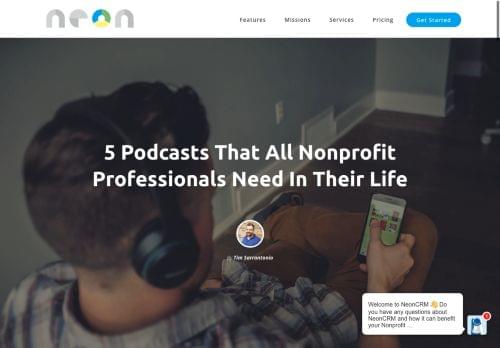 neon
Features Missions Services Pricing Get Started
5 Podcasts That All Nonprofit
Professionals Need In Their Life
By Tim Sarrantonio
Welcome to NeonCRM 👋 Do
you have any questions about
NeonCRM and how it can benefit
your Nonprofit ...
1